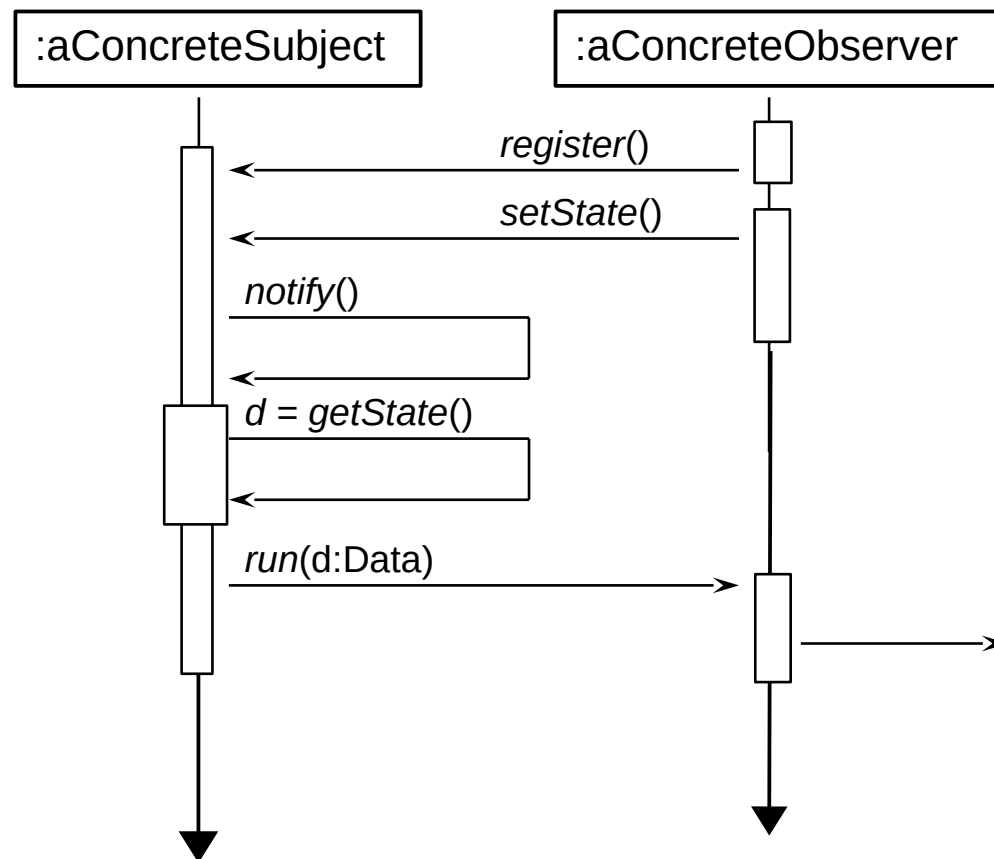 :aConcreteSubject
:aConcreteObserver
register()
setState()
notify()
d = getState()
run(d:Data)